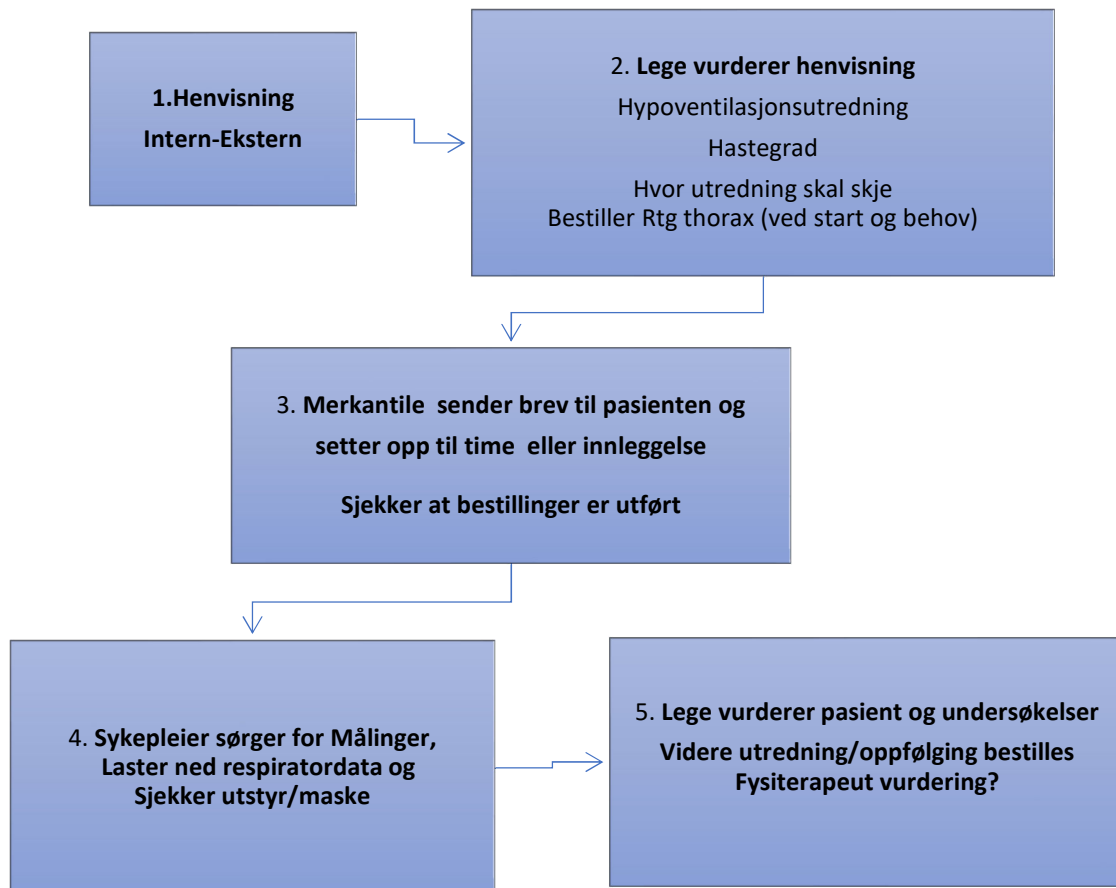 1.Henvisning
Intern-Ekstern
2. Lege vurderer henvisning
Hypoventilasjonsutredning
Hastegrad
Hvor utredning skal skje
Bestiller Rtg thorax (ved start og behov)
3. Merkantile  sender brev til pasienten og
setter opp til time  eller innleggelse
Sjekker at bestillinger er utført
4. Sykepleier sørger for Målinger,
Laster ned respiratordata og
Sjekker utstyr/maske
5. Lege vurderer pasient og undersøkelser
Videre utredning/oppfølging bestilles
Fysiterapeut vurdering?